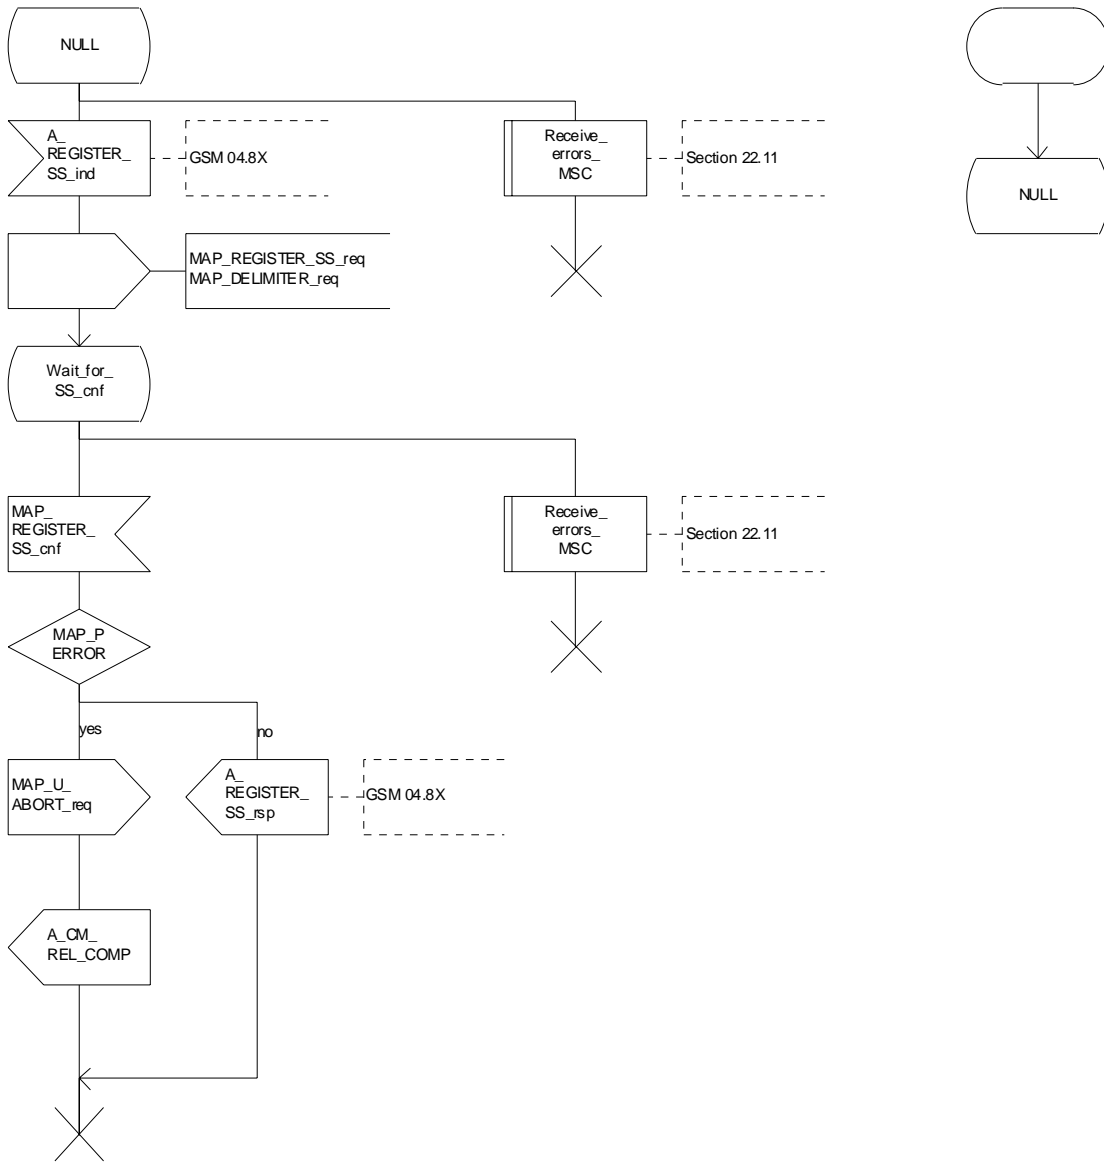 NULL
A_
REGISTER_
SS_ind
GSM 04.8X
Receive_
errors_
MSC
Section 22.11
NULL
MAP_REGISTER_SS_req
MAP_DELIMITER_req
Wait_for_
SS_cnf
MAP_
REGISTER_
SS_cnf
Receive_
errors_
MSC
Section 22.11
MAP_P
ERROR
yes
no
MAP_U_
ABORT_req
A_
REGISTER_
SS_rsp
GSM 04.8X
A_CM_
REL_COMP